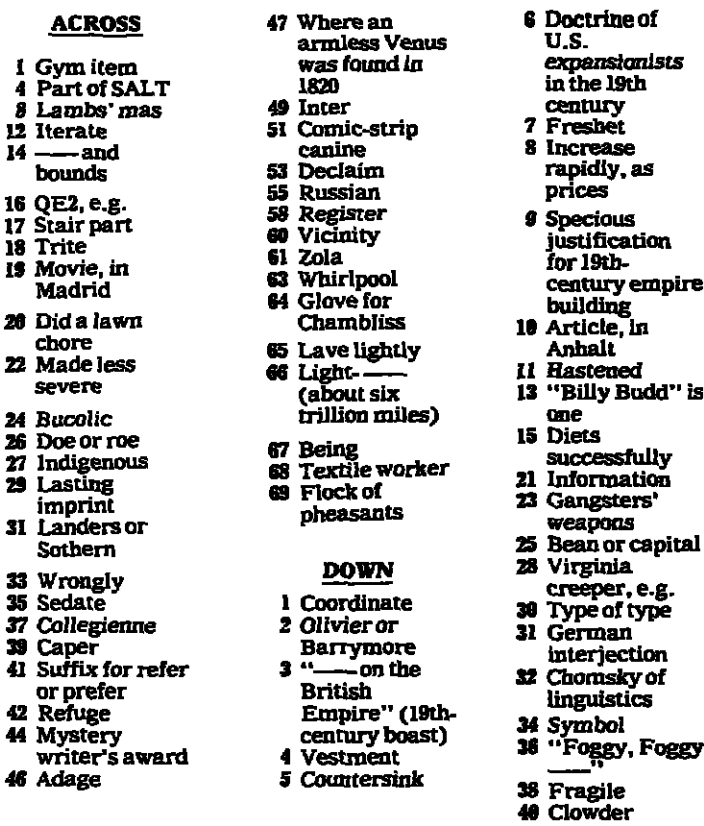 ACROSS
1 Gym item
4 Part of SALT
8 Lambs' mas
12 Iterate
14 —— and
bounds
16 QE2, e.g.
17 Stair part
18 Trite
19 Movie, in
Madrid
20 Did a lawn
chore
22 Made less
severe
24 Bucolic
26 Doe or roe
27 Indigenous
29 Lasting
imprint
31 Landers or
Sothern
33 Wrongly
35 Sedate
37 Collegienne
39 Caper
41 Suffix for refer
or prefer
42 Refuge
44 Mystery
writer's award
46 Adage
47 Where an
armless Venus
was found in
1820
49 Inter
51 Comic-strip
canine
53 Declaim
55 Russian
58 Register
60 Vicinity
61 Zola
63 Whirlpool
64 Glove for
Chambliss
65 Lave lightly
66 Light- ——
(about six
trillion miles)
67 Being
68 Textile worker
69 Flock of
pheasants
DOWN
1 Coordinate
2 Olivier or
Barrymore
3 "—— on the
British
Empire" (19th-
century boast)
4 Vestment
5 Countersink
6 Doctrine of
U.S.
expansionists
in the 19th
century
7 Freshet
8 Increase
rapidly, as
prices
9 Specious
justification
for 19th-
century empire
building
10 Article, in
Anhalt
11 Hastened
13 "Billy Budd" is
one
15 Diets
successfully
21 Information
23 Gangsters'
weapons
25 Bean or capital
28 Virginia
creeper, e.g.
30 Type of type
31 German
interjection
32 Chomsky of
linguistics
34 Symbol
36 "Foggy, Foggy
——"
38 Fragile
40 Clowder